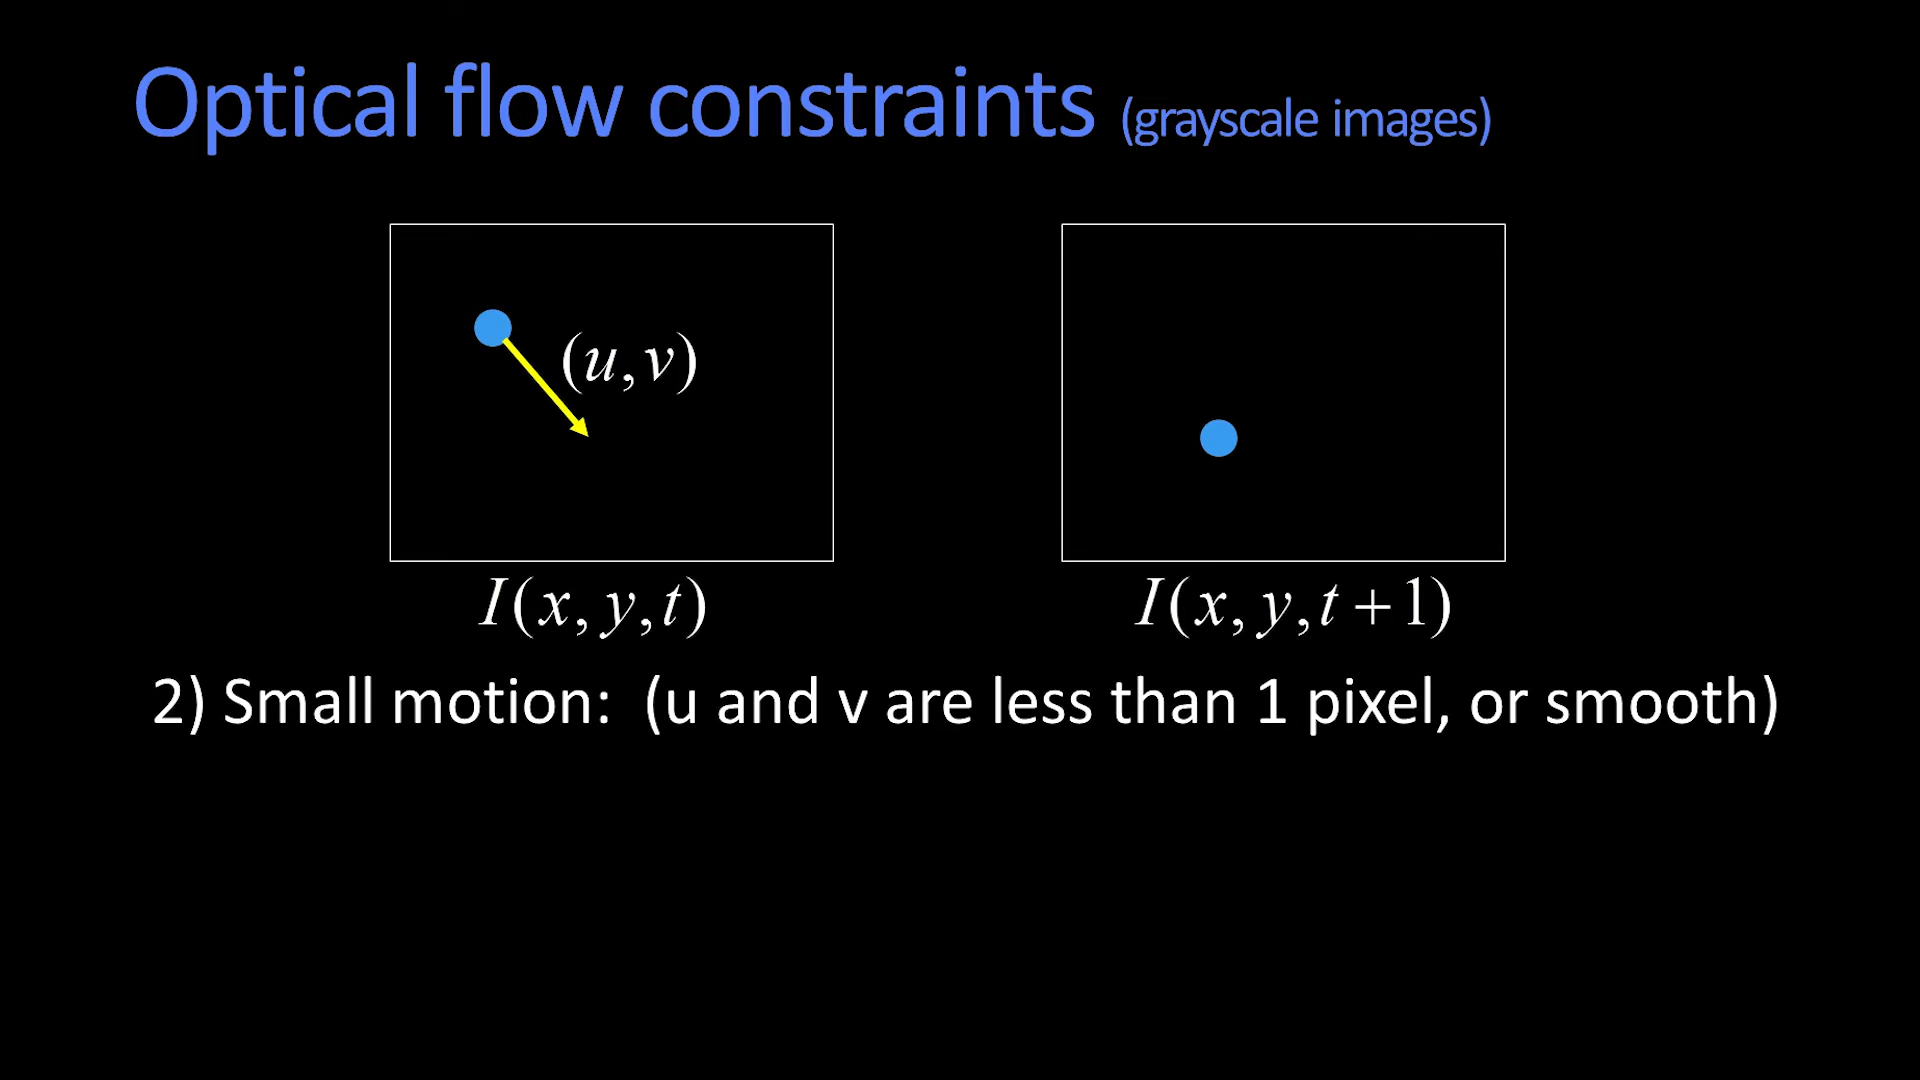 Optical flow constraints (grayscale images)
(u, v)
I(x, y, t)
I(x, y, t + 1)
2) Small motion: (u and v are less than 1 pixel, or smooth)